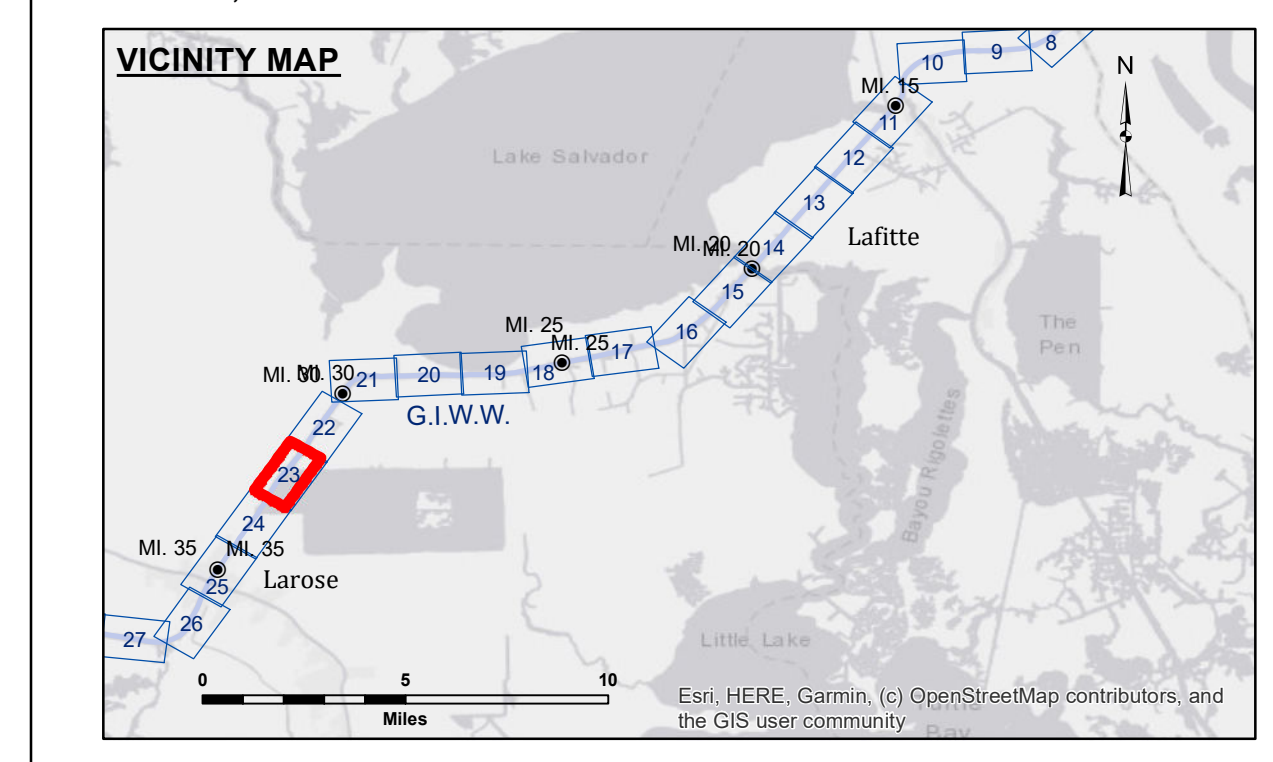 VICINITY MAP
8
9
10
N
MI. 15
11
12
Lake Salvador
13
Lafitte
MI. 20
MI. 20
14
15
The
Pen
16
MI. 25
MI. 25
17
18
19
20
21
MI. 30
MI. 30
G.I.W.W.
22
23
Bayou Rigolettes
24
MI. 35
MI. 35
Larose
25
26
27
Little Lake
0 5 10
Miles
Esri, HERE, Garmin, (c) OpenStreetMap contributors, and
the GIS user community
Bay